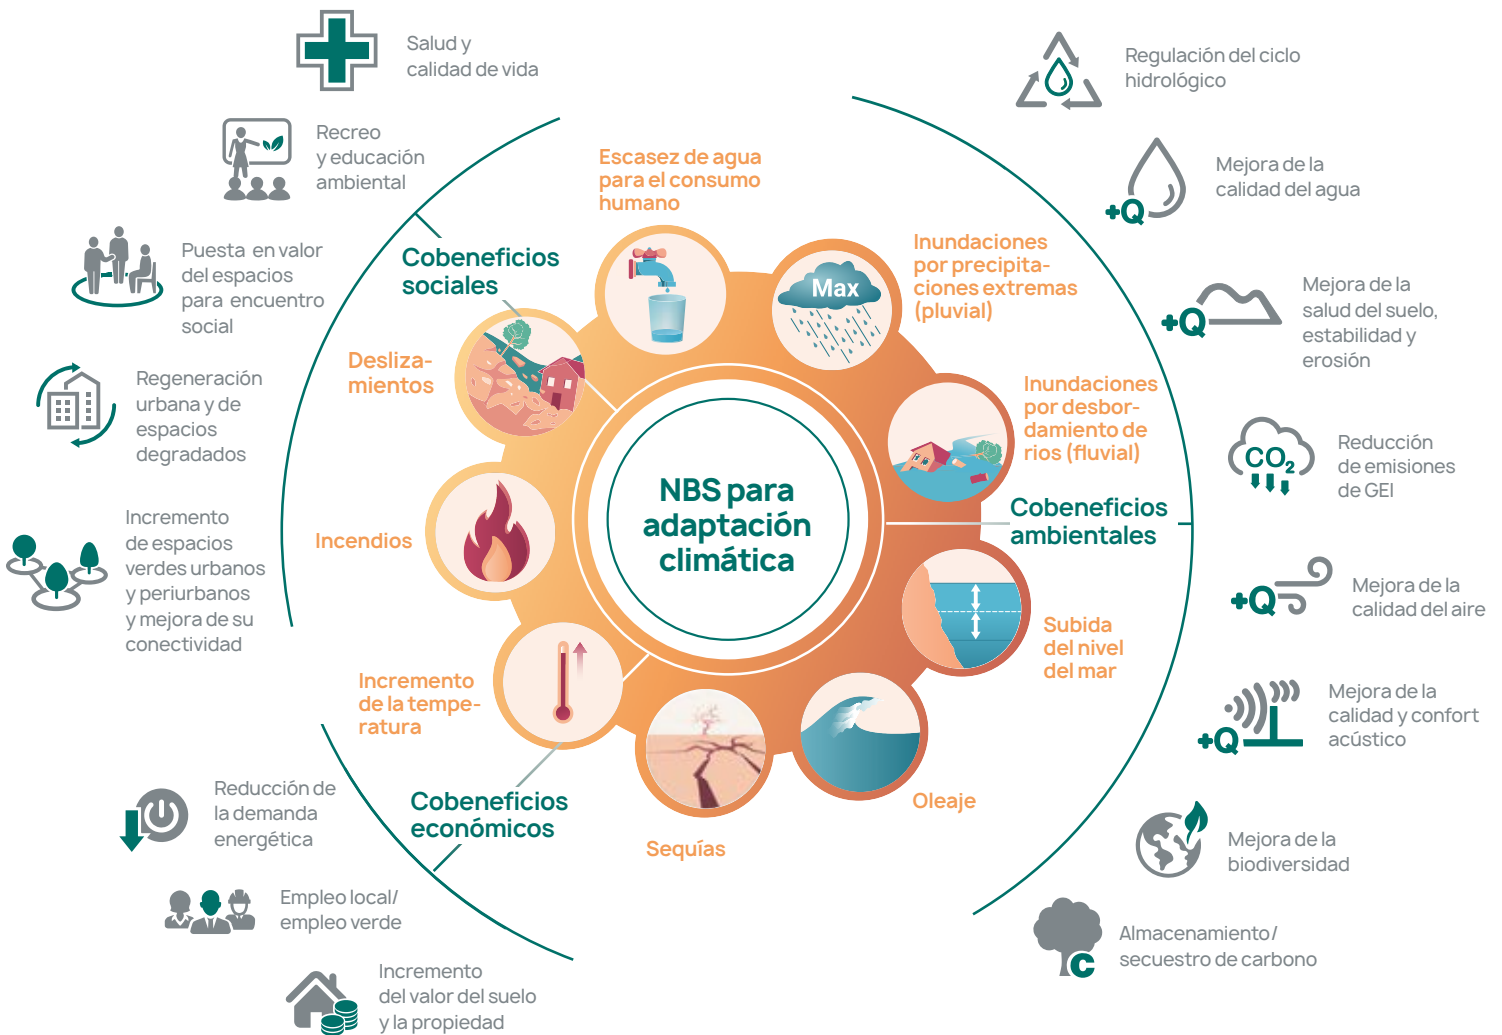 Salud y
calidad de vida
Recreo
y educación
ambiental
Puesta en valor
del espacios
para encuentro
social
Regeneración
urbana y de
espacios
degradados
Incremento
de espacios
verdes urbanos
y periurbanos
y mejora de su
conectividad
Cobeneficios
sociales
Reducción de
la demanda
energética
Empleo local/
empleo verde
Incremento
del valor del suelo
y la propiedad
Cobeneficios
económicos
Escasez de agua
para el consumo
humano
Inundaciones
por precipita-
ciones extremas
(pluvial)
Max
Inundaciones
por desbor-
damiento de
rios (fluvial)
Subida
del nivel
del mar
Oleaje
Sequías
Incremento
de la tempe-
ratura
Incendios
Desliza-
mientos
NBS para
adaptación
climática
Cobeneficios
ambientales
Regulación del ciclo
hidrológico
+Q
Mejora de la
calidad del agua
+Q
Mejora de la
salud del suelo,
estabilidad y
erosión
CO₂
Reducción
de emisiones
de GEI
+Q
Mejora de la
calidad del aire
+Q
Mejora de la
calidad y confort
acústico
Mejora de la
biodiversidad
C
Almacenamiento/
secuestro de carbono